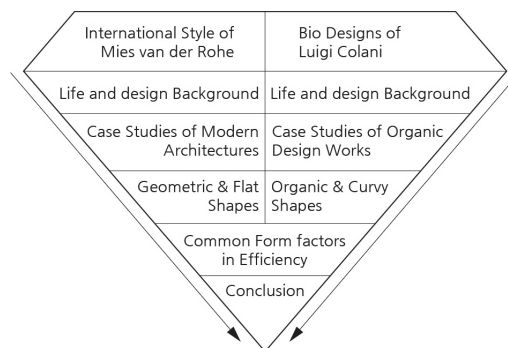 International Style of
Mies van der Rohe
Bio Designs of
Luigi Colani
Life and design Background
Life and design Background
Case Studies of Modern
Architectures
Case Studies of Organic
Design Works
Geometric & Flat
Shapes
Organic & Curvy
Shapes
Common Form factors
in Efficiency
Conclusion